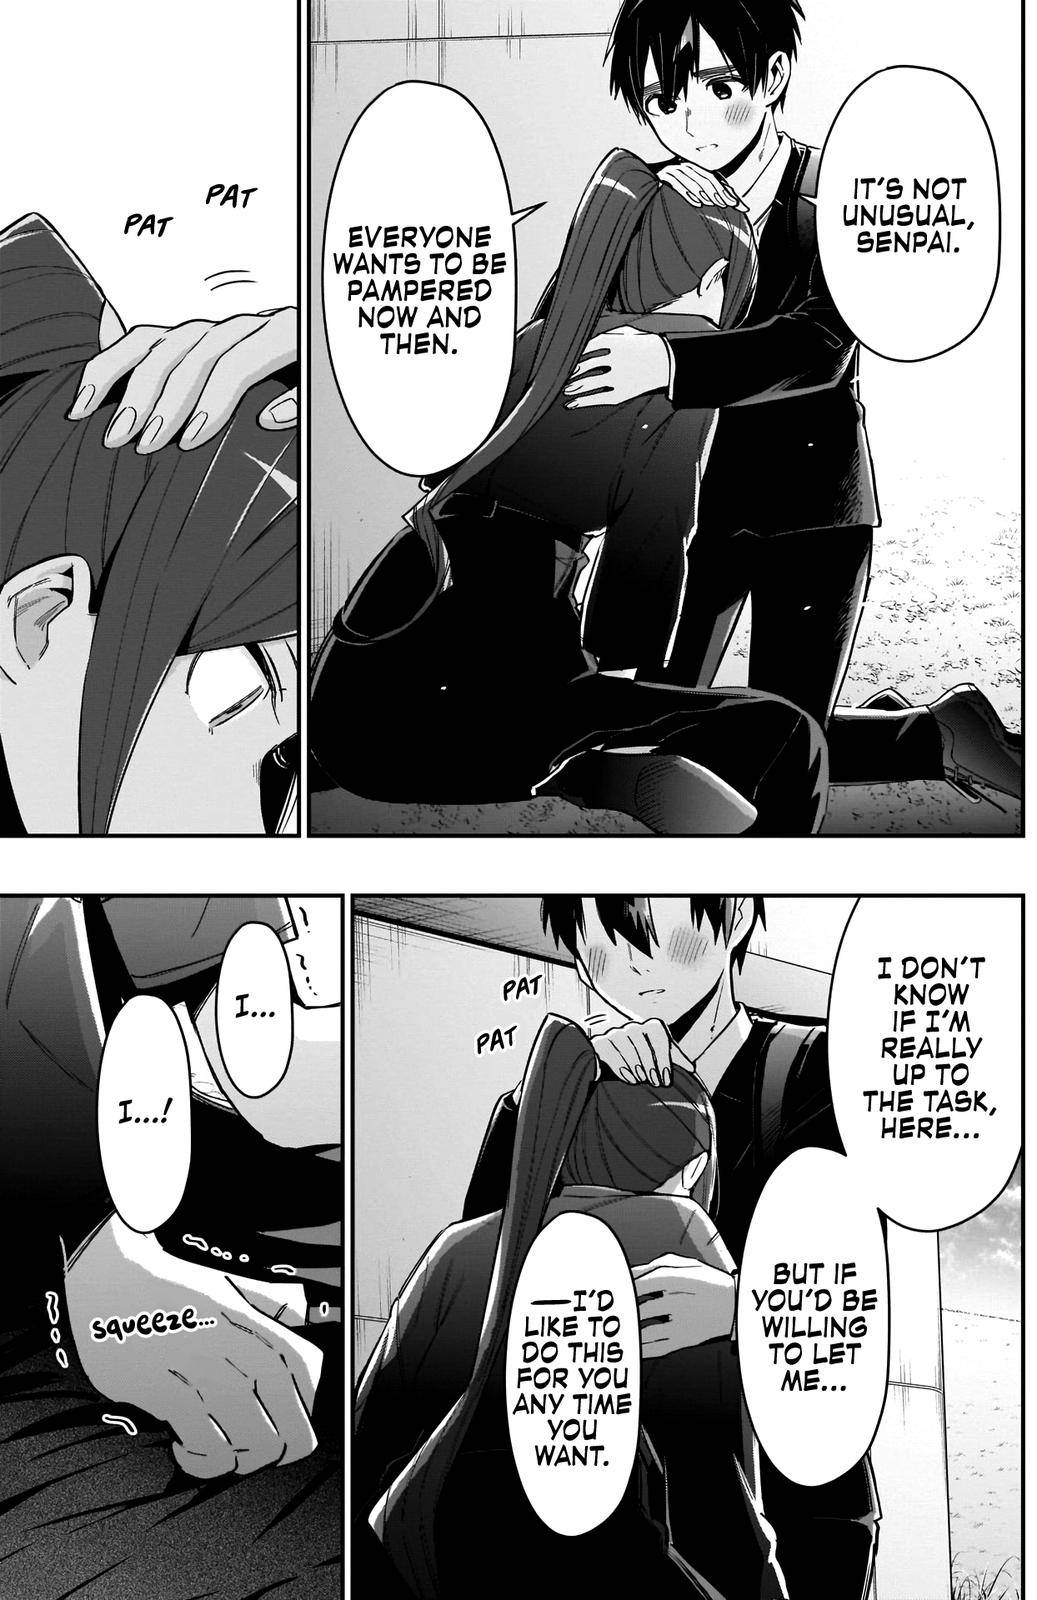 IT'S NOT
UNUSUAL,
SENPAI.
EVERYONE
WANTS TO BE
PAMPERED
NOW AND
THEN.
PAT
PAT
I DON'T
KNOW
IF I'M
REALLY
UP TO
THE TASK,
HERE...
BUT IF
YOU'D BE
WILLING
TO LET
ME...
PAT
PAT
—I'D
LIKE TO
DO THIS
FOR YOU
ANY TIME
YOU
WANT.
I...
I...!
squeeze...